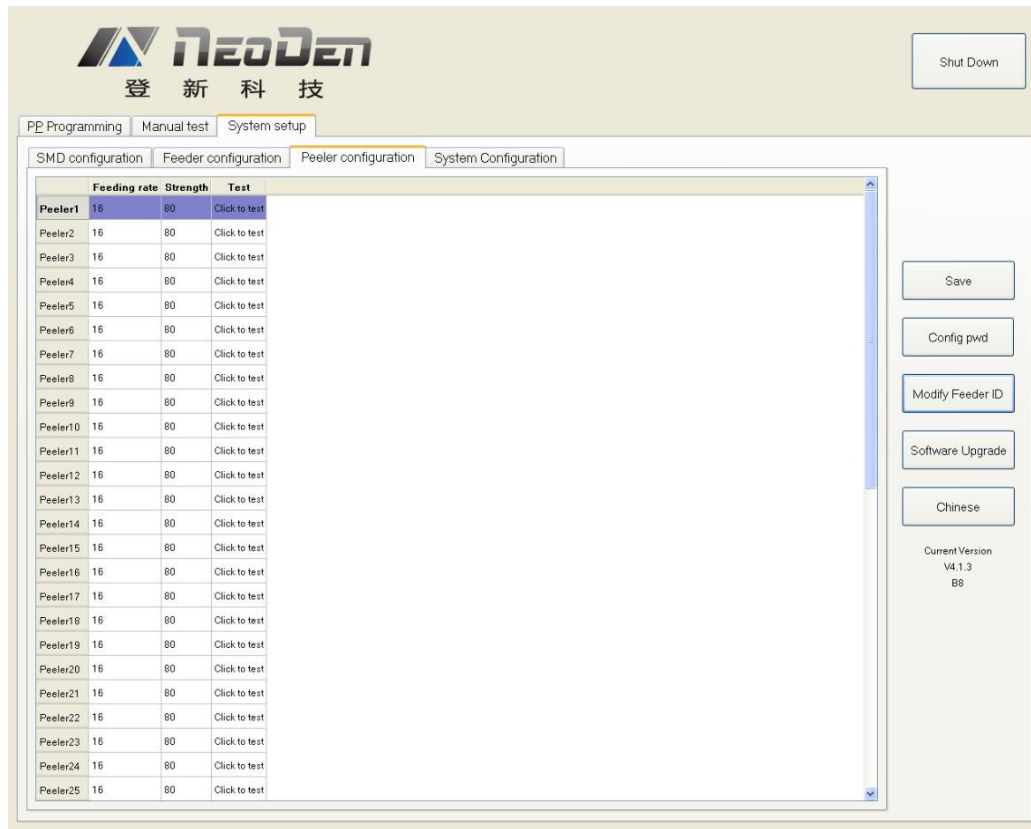 NEODEN
登新科技
Shut Down
PP Programming Manual test System setup
SMD configuration Feeder configuration Peeler configuration System Configuration
Feeding rate Strength Test
Peeler1 16 80 Click to test
Peeler2 16 80 Click to test
Peeler3 16 80 Click to test
Peeler4 16 80 Click to test
Peeler5 16 80 Click to test
Peeler6 16 80 Click to test
Peeler7 16 80 Click to test
Peeler8 16 80 Click to test
Peeler9 16 80 Click to test
Peeler10 16 80 Click to test
Peeler11 16 80 Click to test
Peeler12 16 80 Click to test
Peeler13 16 80 Click to test
Peeler14 16 80 Click to test
Peeler15 16 80 Click to test
Peeler16 16 80 Click to test
Peeler17 16 80 Click to test
Peeler18 16 80 Click to test
Peeler19 16 80 Click to test
Peeler20 16 80 Click to test
Peeler21 16 80 Click to test
Peeler22 16 80 Click to test
Peeler23 16 80 Click to test
Peeler24 16 80 Click to test
Peeler25 16 80 Click to test
Save
Config pwd
Modify Feeder ID
Software Upgrade
Chinese
Current Version
V4.1.3
B8